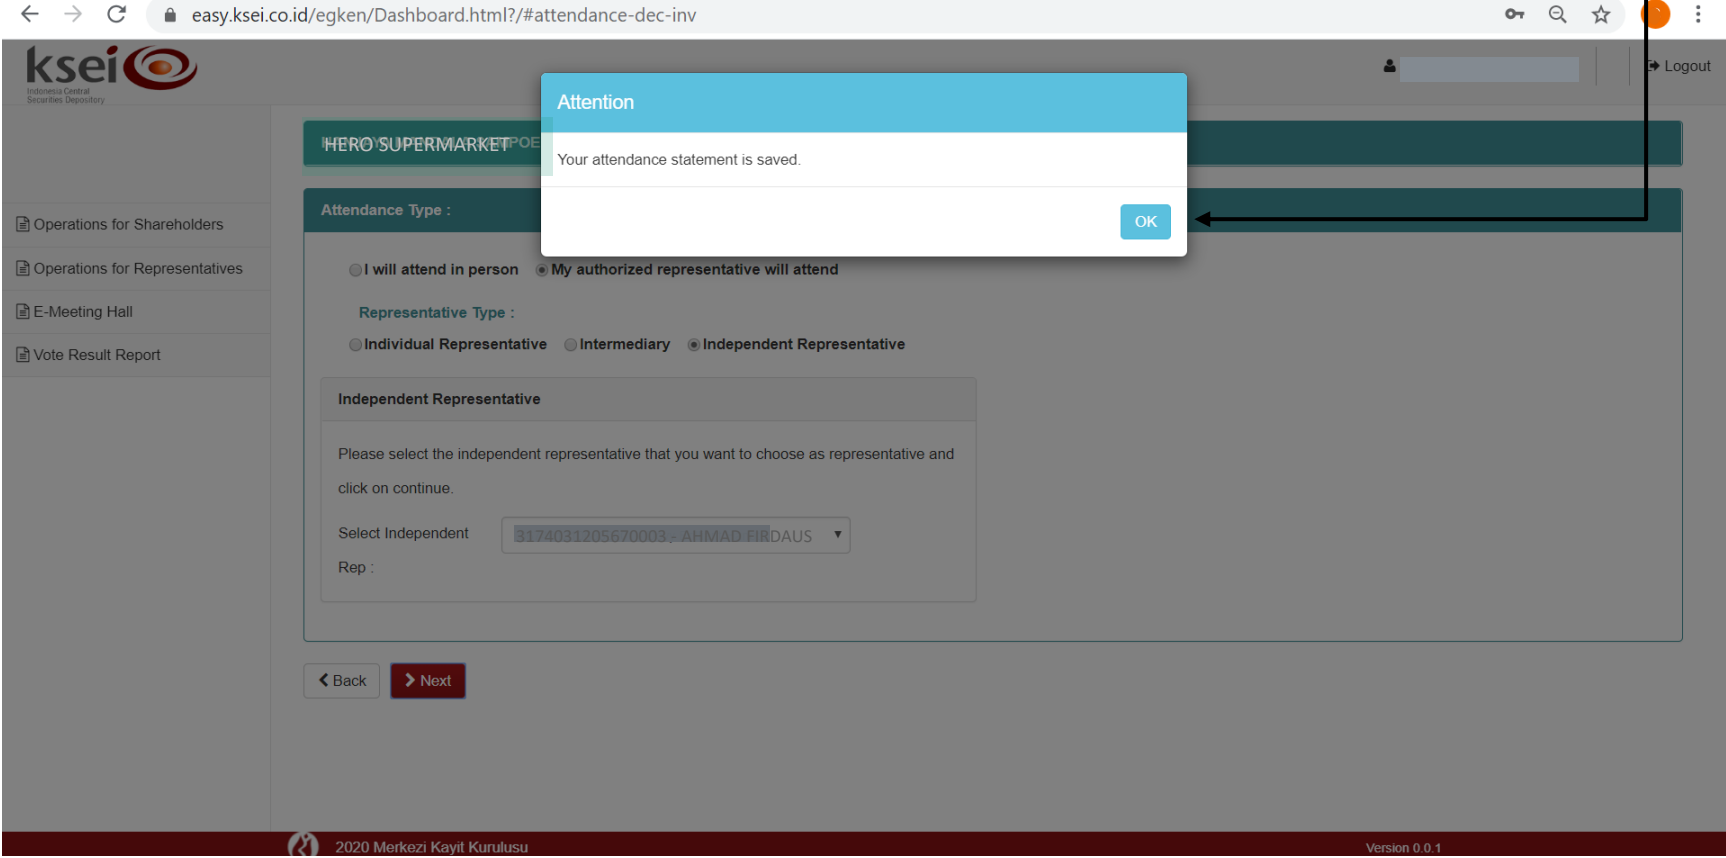 easy.ksei.co.id/egken/Dashboard.html?/#attendance-dec-inv
ksei
Indonesia Central
Securities Depository
Logout
Attention
HERO SUPERMARKET
Your attendance statement is saved.
OK
Operations for Shareholders
Operations for Representatives
E-Meeting Hall
Vote Result Report
Attendance Type :
I will attend in person My authorized representative will attend
Representative Type :
Individual Representative Intermediary Independent Representative
Independent Representative
Please select the independent representative that you want to choose as representative and
click on continue.
Select Independent
Rep :
3174031205670003 - AHMAD FIRDAUS
Back
Next
2020 Merkezi Kayit Kurulusu
Version 0.0.1